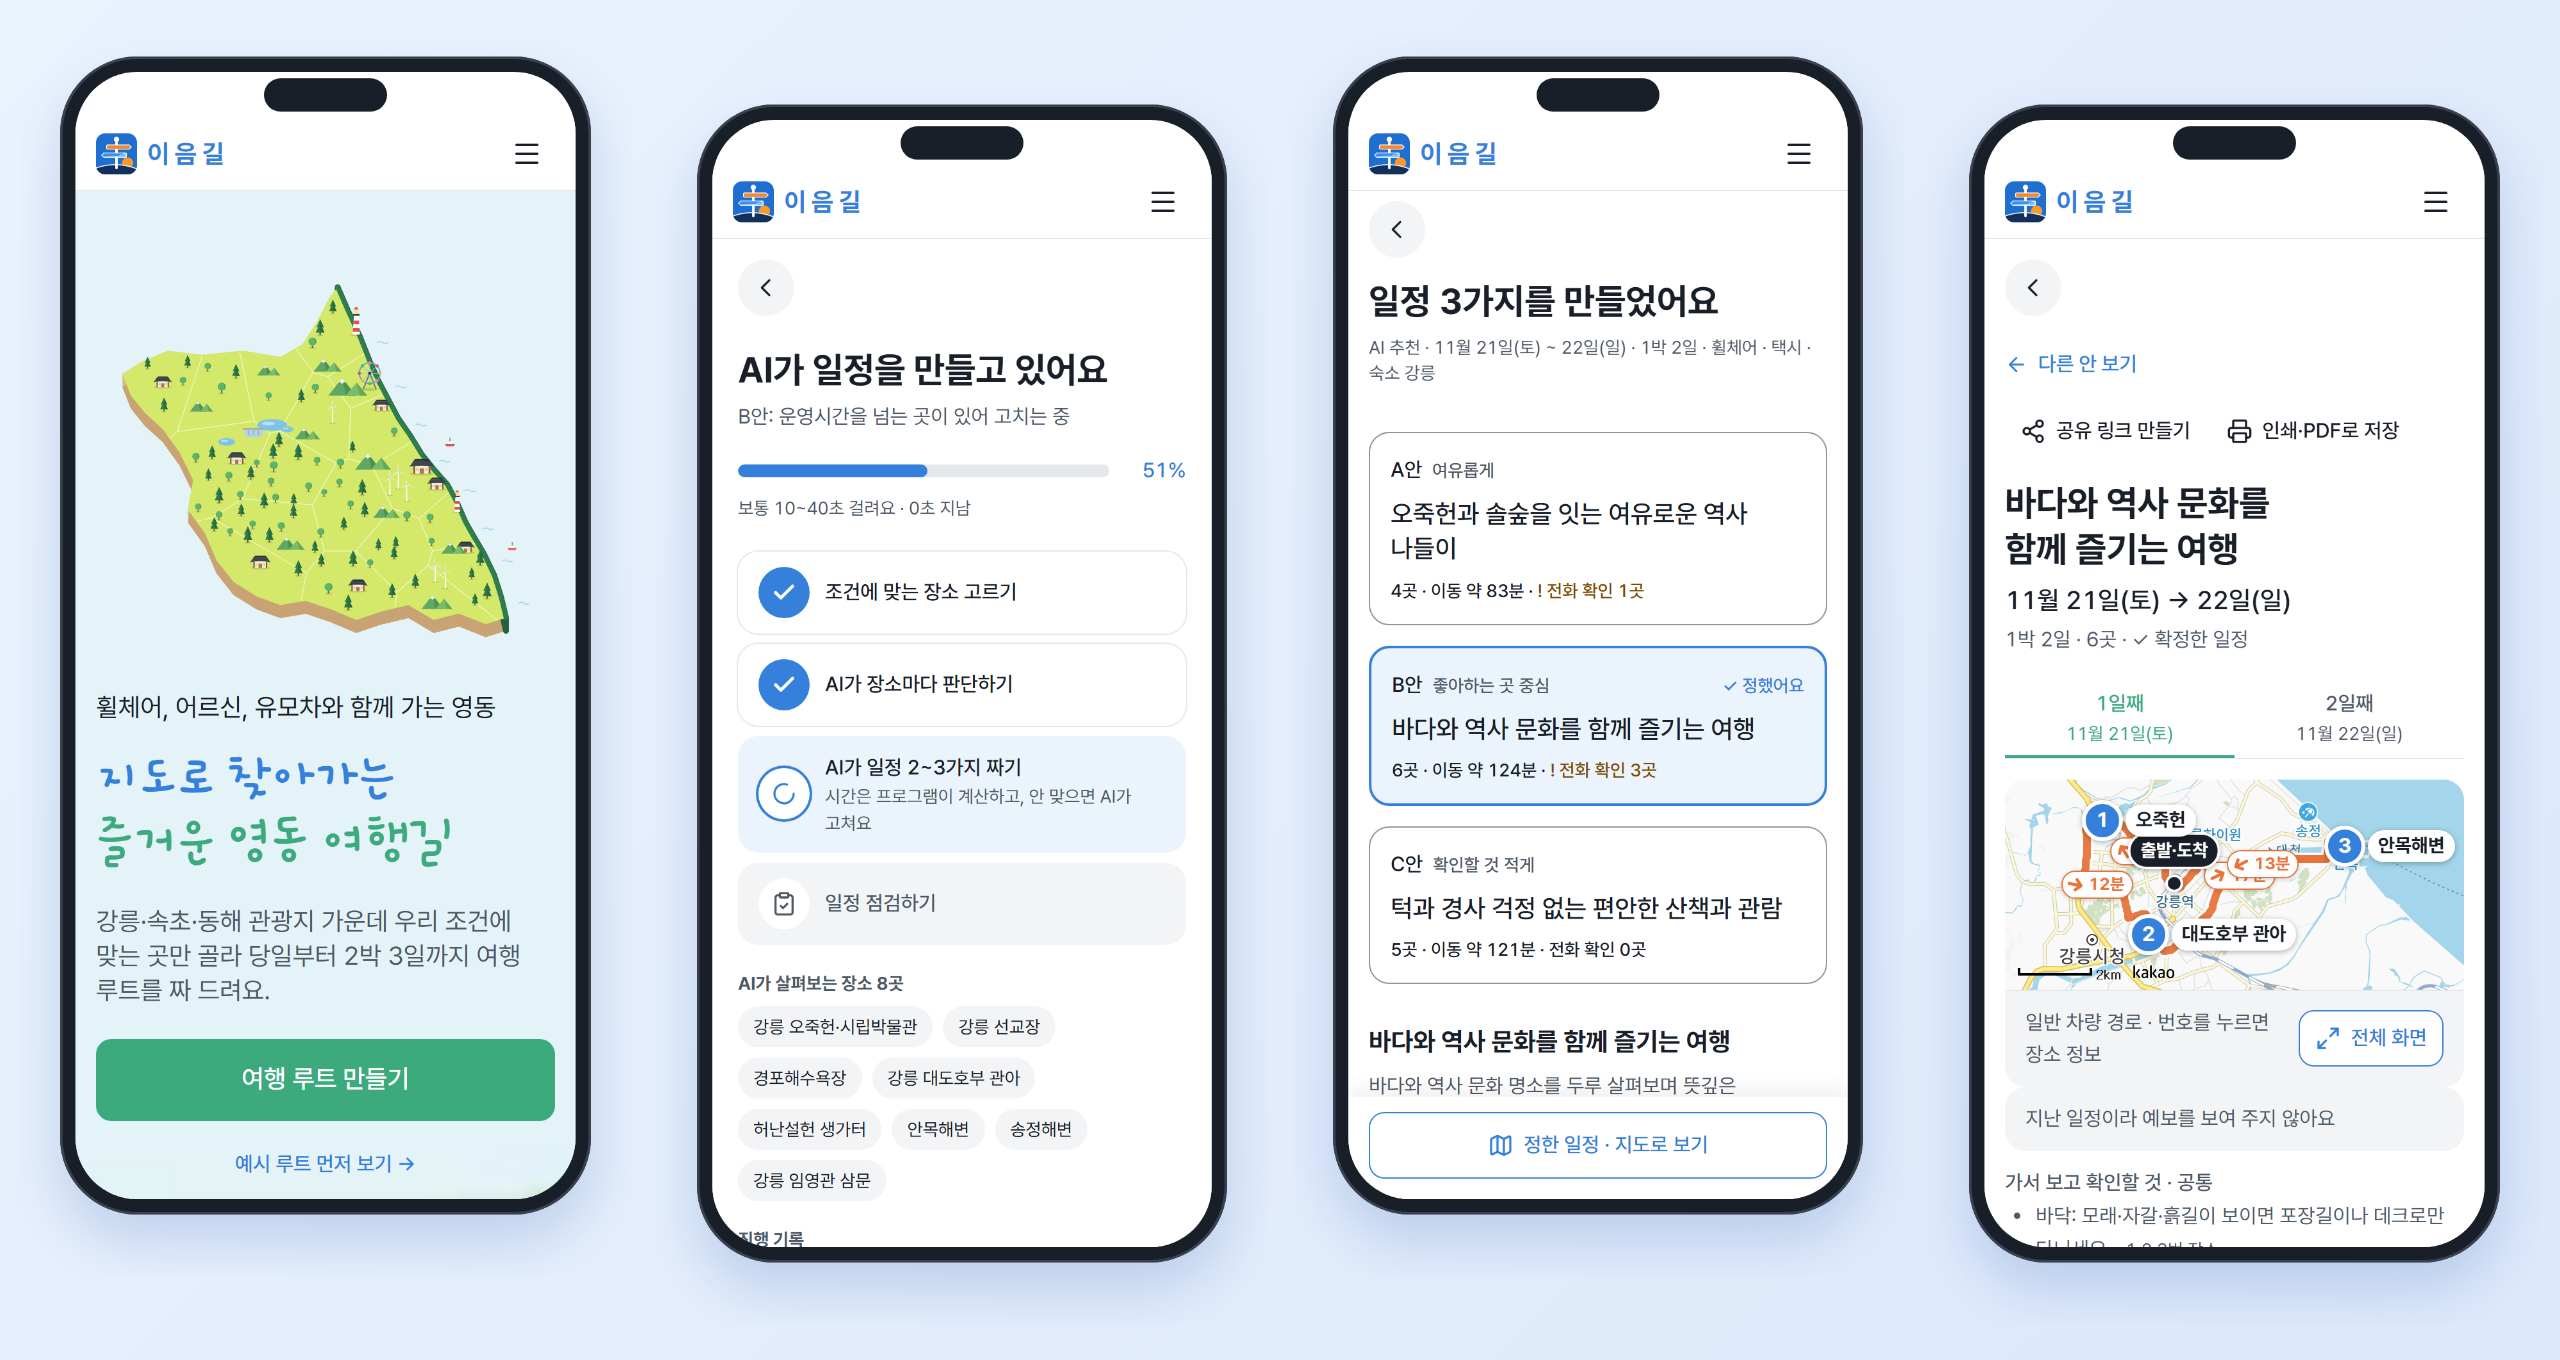 이음길
휠체어, 어르신, 유모차와 함께 가는 영동
지도로 찾아가는
즐거운 영동 여행길
강릉·속초·동해 관광지 가운데 우리 조건에
맞는 곳만 골라 당일부터 2박 3일까지 여행
루트를 짜 드려요.
여행 루트 만들기
예시 루트 먼저 보기 →
이음길
AI가 일정을 만들고 있어요
B안: 운영시간을 넘는 곳이 있어 고치는 중
51%
보통 10~40초 걸려요 · 0초 지남
조건에 맞는 장소 고르기
AI가 장소마다 판단하기
AI가 일정 2~3가지 짜기
시간은 프로그램이 계산하고, 안 맞으면 AI가
고쳐요
일정 점검하기
AI가 살펴보는 장소 8곳
강릉 오죽헌·시립박물관
강릉 선교장
경포해수욕장
강릉 대도호부 관아
허난설헌 생가터
안목해변
송정해변
강릉 임영관 삼문
진행 기록
이음길
일정 3가지를 만들었어요
AI 추천 · 11월 21일(토) ~ 22일(일) · 1박 2일 · 휠체어 · 택시 ·
숙소 강릉
A안 여유롭게
오죽헌과 솔숲을 잇는 여유로운 역사
나들이
4곳 · 이동 약 83분 · ! 전화 확인 1곳
B안 좋아하는 곳 중심
✓ 정했어요
바다와 역사 문화를 함께 즐기는 여행
6곳 · 이동 약 124분 · ! 전화 확인 3곳
C안 확인할 것 적게
턱과 경사 걱정 없는 편안한 산책과 관람
5곳 · 이동 약 121분 · 전화 확인 0곳
바다와 역사 문화를 함께 즐기는 여행
바다와 역사 문화 명소를 두루 살펴보며 뜻깊은
정한 일정 · 지도로 보기
이음길
← 다른 안 보기
공유 링크 만들기
인쇄·PDF로 저장
바다와 역사 문화를
함께 즐기는 여행
11월 21일(토) → 22일(일)
1박 2일 · 6곳 · ✓ 확정한 일정
1일째
11월 21일(토)
2일째
11월 22일(일)
1
오죽헌
송정
출발·도착
3
안목해변
13분
12분
강릉역
2
대도호부 관아
강릉시청
2km
kakao
일반 차량 경로 · 번호를 누르면
장소 정보
전체 화면
지난 일정이라 예보를 보여 주지 않아요
가서 보고 확인할 것 · 공통
• 바닥: 모래·자갈·흙길이 보이면 포장길이나 데크로만